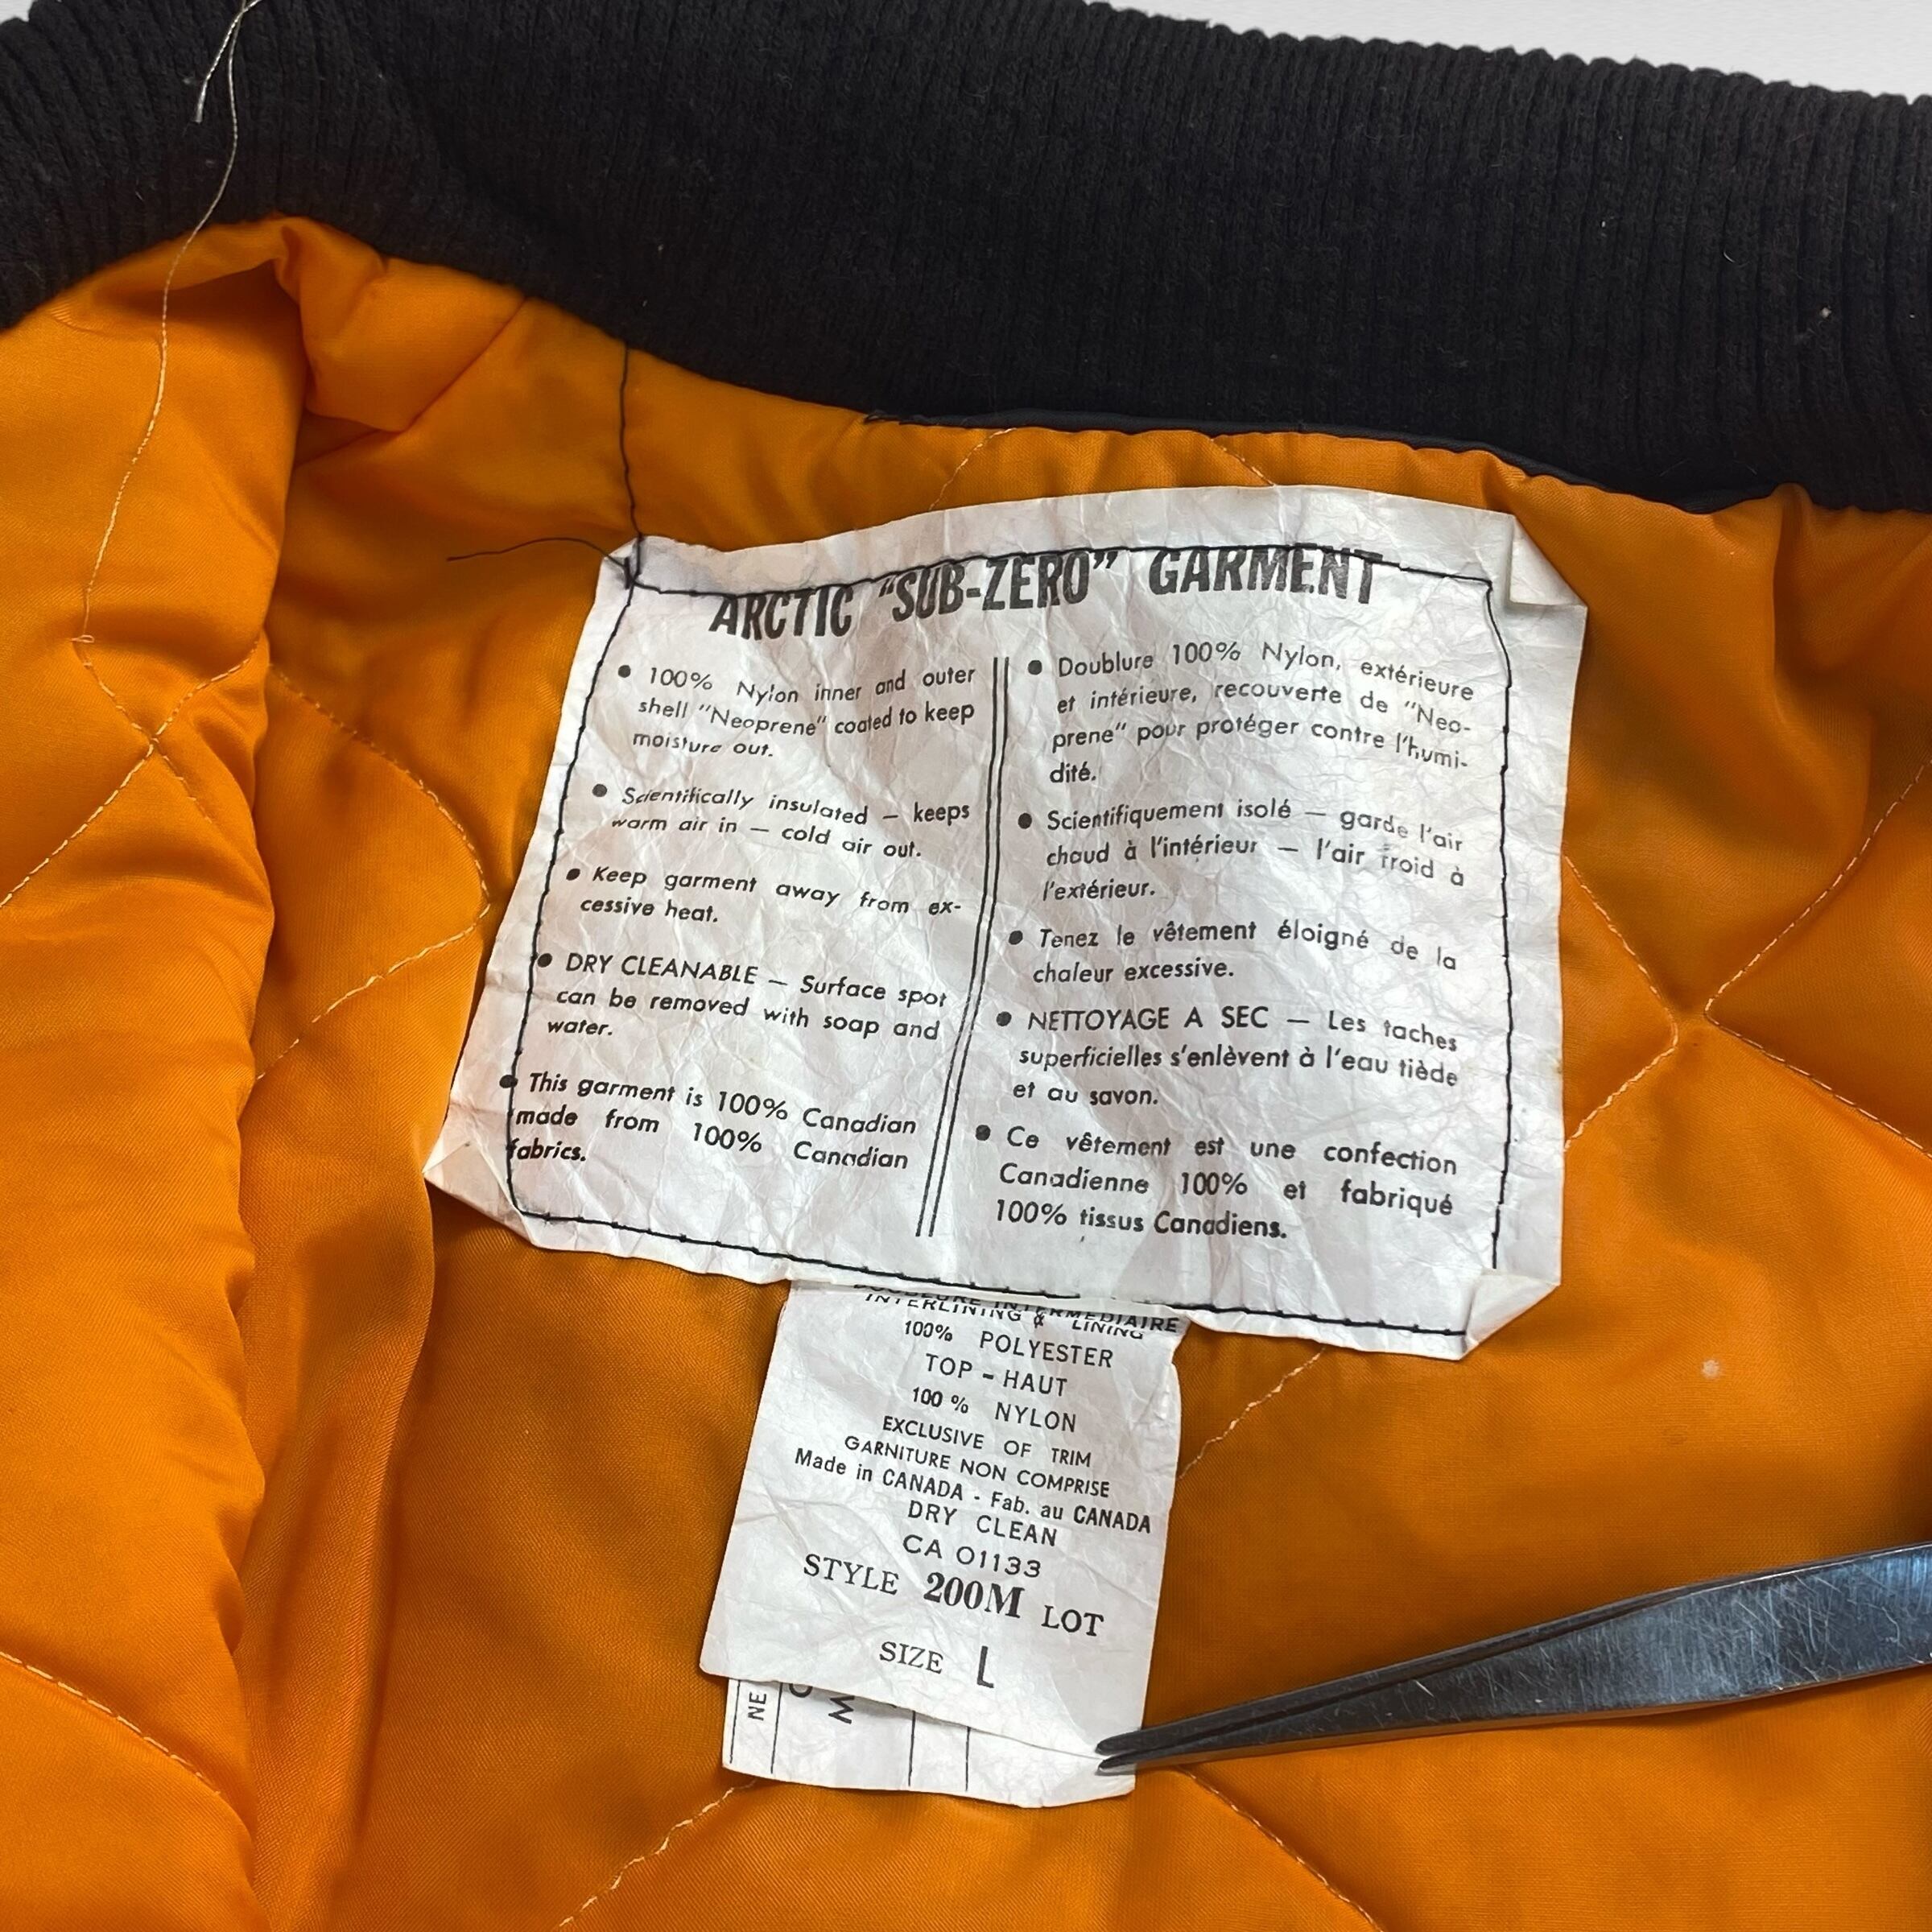 ARCTIC "SUB-ZERO" GARMENT
● 100% Nylon inner and outer
shell "Neoprene" coated to keep
moisture out.
● Scientifically insulated — keeps
warm air in — cold air out.
● Keep garment away from ex-
cessive heat.
● DRY CLEANABLE — Surface spot
can be removed with soap and
water.
● This garment is 100% Canadian
made from 100% Canadian
fabrics.
● Doublure 100% Nylon, extérieure
et intérieure, recouverte de "Neo-
prene" pour protéger contre l'humi-
dité.
● Scientifiquement isolé — garde l'air
chaud à l'intérieur — l'air froid à
l'extérieur.
● Tenez le vêtement éloigné de la
chaleur excessive.
● NETTOYAGE A SEC — Les taches
superficielles s'enlèvent à l'eau tiède
et au savon.
● Ce vêtement est une confection
Canadienne 100% et fabriqué
100% tissus Canadiens.
DOUBLURE INTERMEDIAIRE
INTERLINING & LINING
100% POLYESTER
TOP - HAUT
100 % NYLON
EXCLUSIVE OF TRIM
GARNITURE NON COMPRISE
Made in CANADA - Fab. au CANADA
DRY CLEAN
CA 01133
STYLE 200M LOT
SIZE L
NE
M